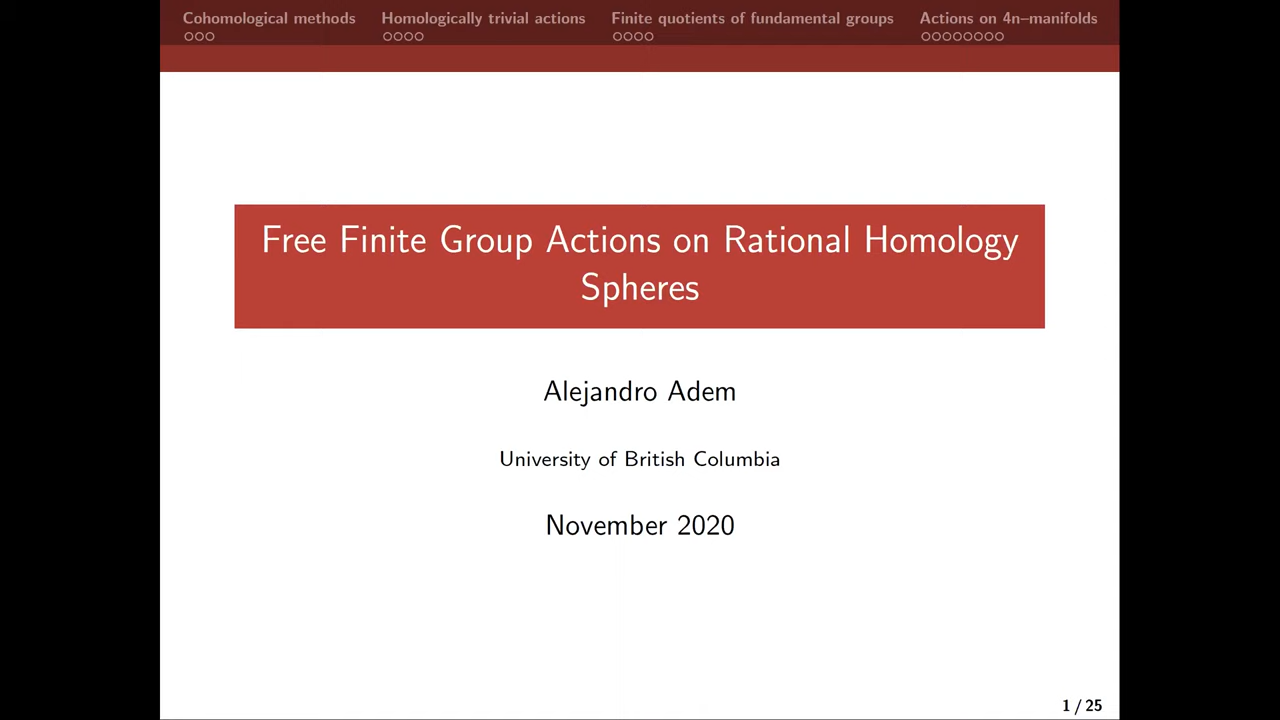 Cohomological methods Homologically trivial actions Finite quotients of fundamental groups Actions on 4n–manifolds
Free Finite Group Actions on Rational Homology
Spheres
Alejandro Adem
University of British Columbia
November 2020
1 / 25